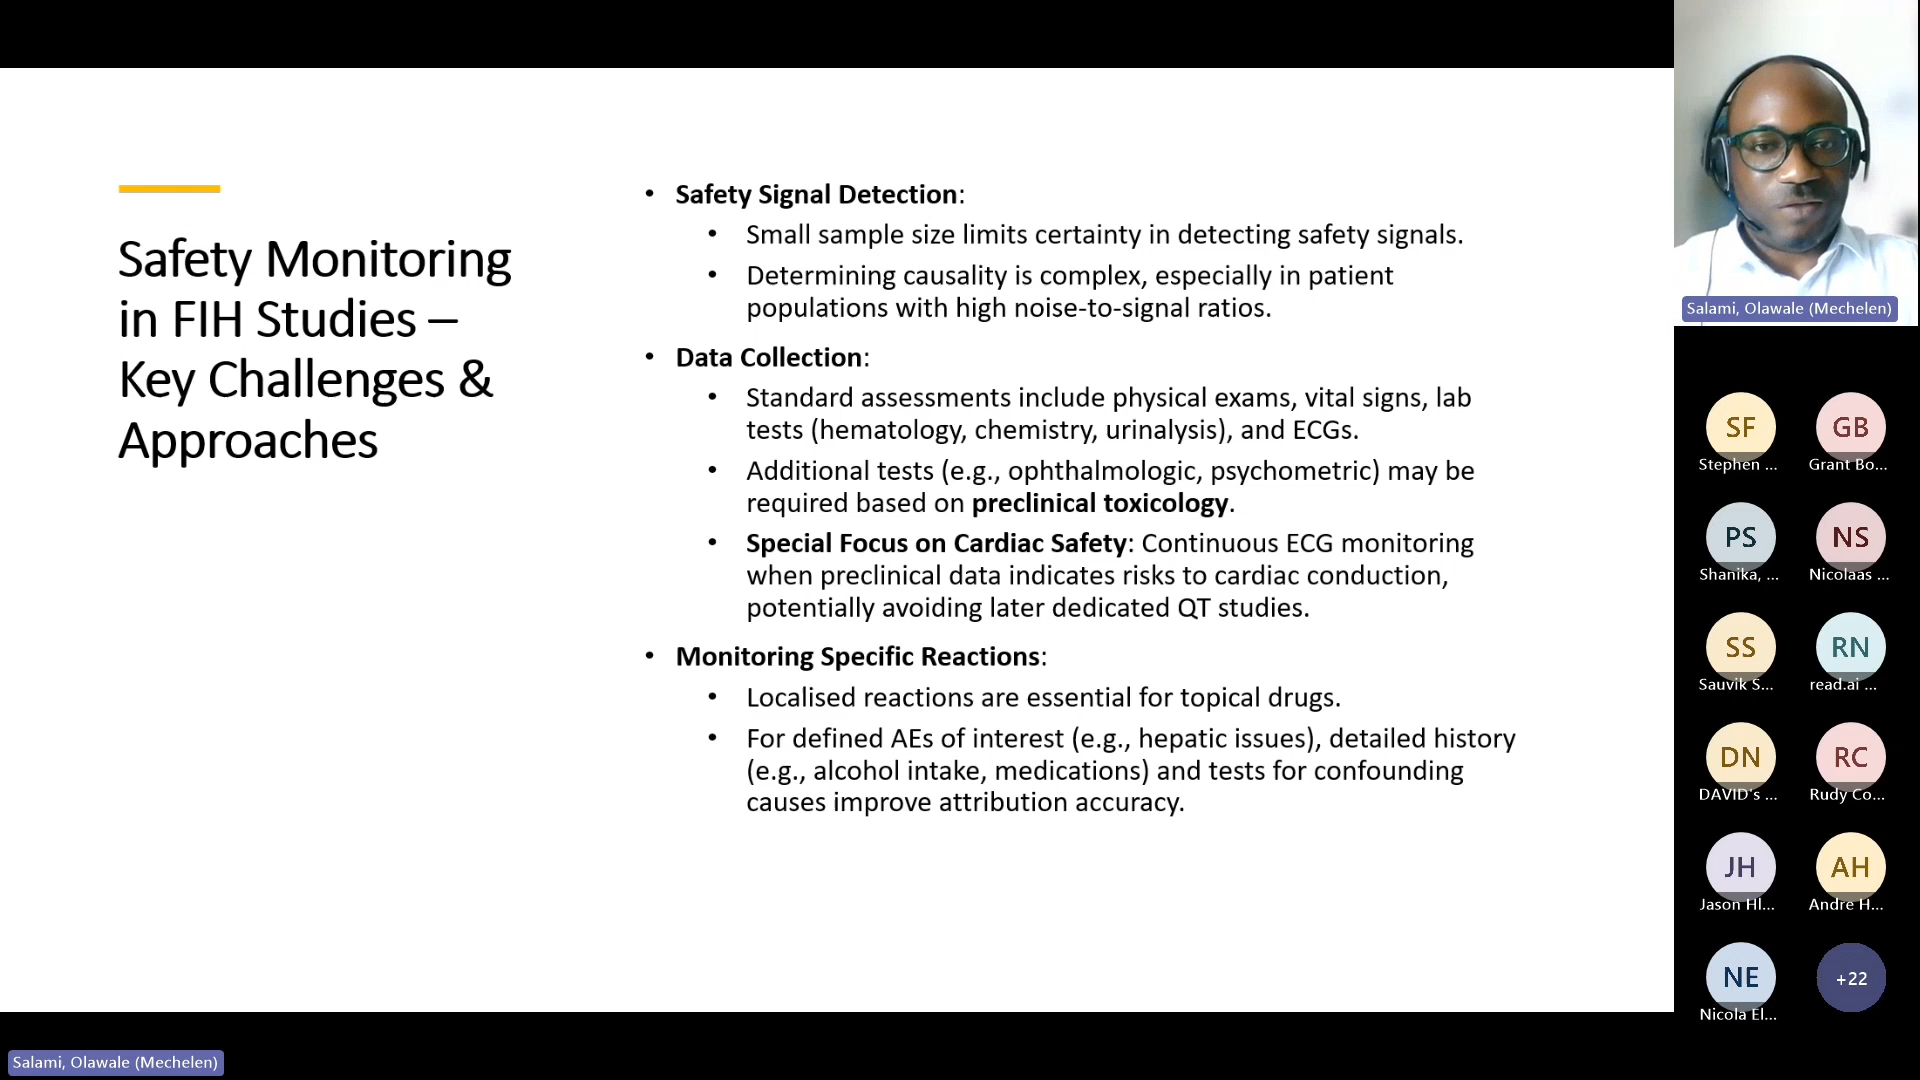 Safety Monitoring
in FIH Studies –
Key Challenges &
Approaches
• Safety Signal Detection:
• Small sample size limits certainty in detecting safety signals.
• Determining causality is complex, especially in patient
populations with high noise-to-signal ratios.
• Data Collection:
• Standard assessments include physical exams, vital signs, lab
tests (hematology, chemistry, urinalysis), and ECGs.
• Additional tests (e.g., ophthalmologic, psychometric) may be
required based on preclinical toxicology.
• Special Focus on Cardiac Safety: Continuous ECG monitoring
when preclinical data indicates risks to cardiac conduction,
potentially avoiding later dedicated QT studies.
• Monitoring Specific Reactions:
• Localised reactions are essential for topical drugs.
• For defined AEs of interest (e.g., hepatic issues), detailed history
(e.g., alcohol intake, medications) and tests for confounding
causes improve attribution accuracy.
Salami, Olawale (Mechelen)
SF GB
Stephen ... Grant Bo...
PS NS
Shanika, ... Nicolaas ...
SS RN
Sauvik S... read.ai ...
DN RC
DAVID's ... Rudy Co...
JH AH
Jason Hl... Andre H...
NE +22
Nicola El...
Salami, Olawale (Mechelen)